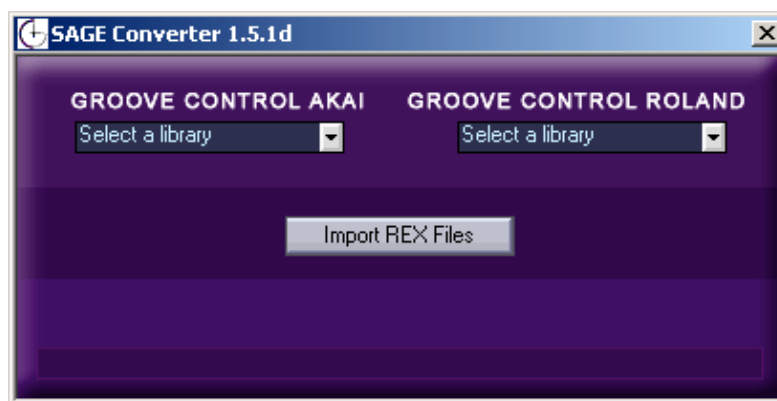 SAGE Converter 1.5.1d
GROOVE CONTROL AKAI GROOVE CONTROL ROLAND
Select a library Select a library
Import REX Files